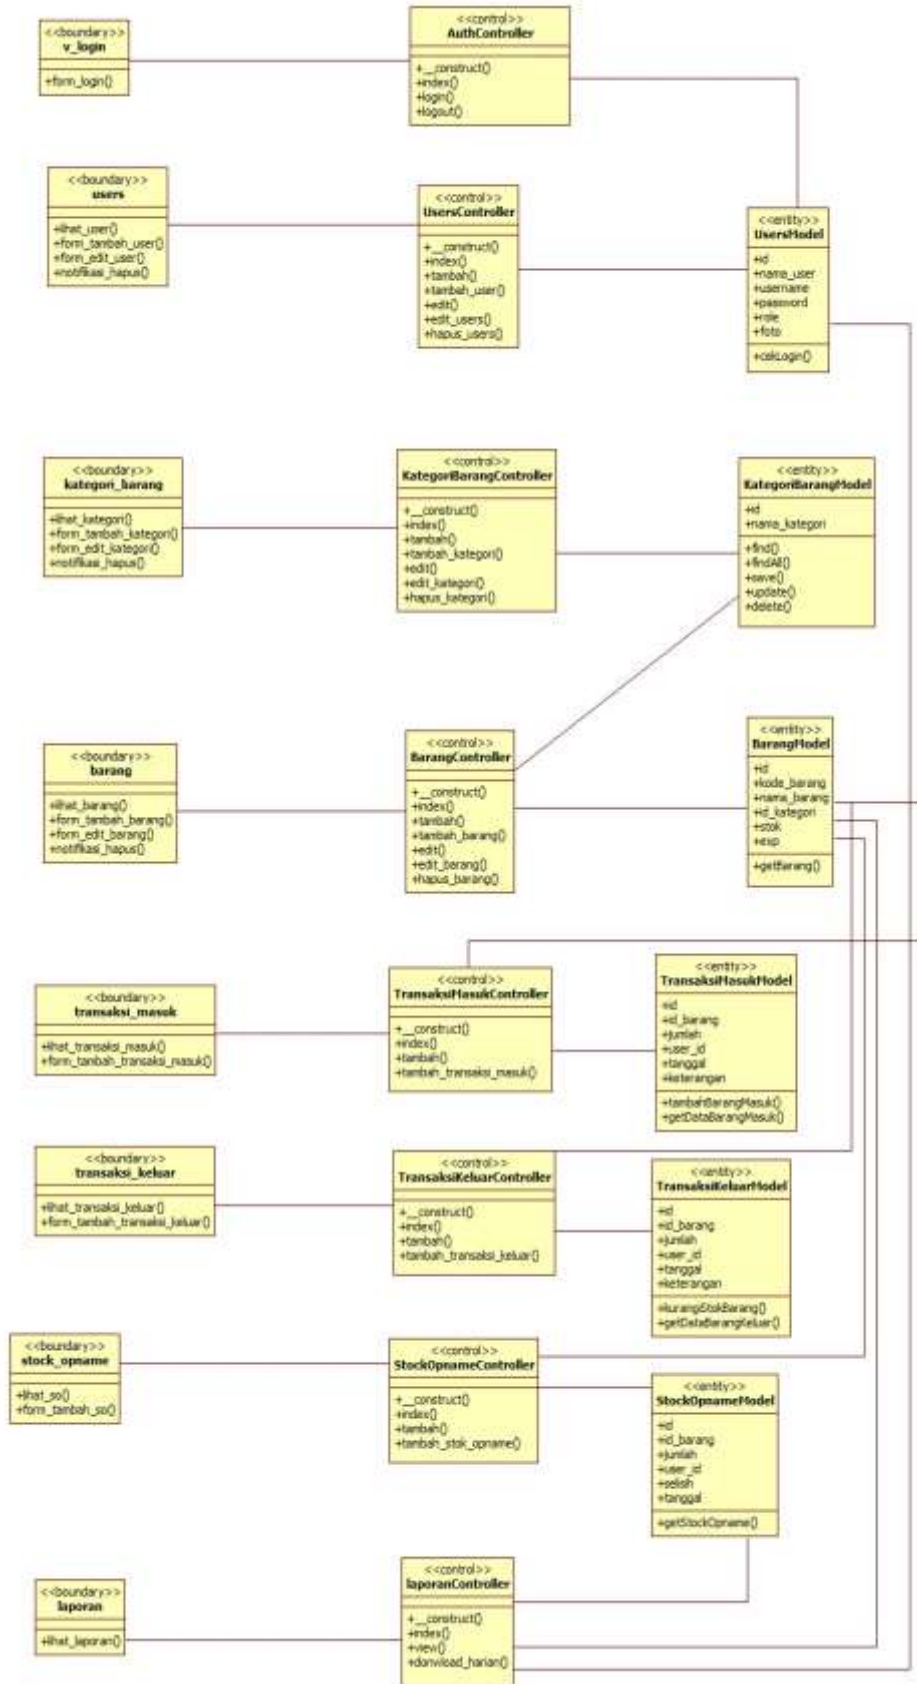 <<boundary>>
v_login
+form_login()
<<control>>
AuthController
+__construct()
+index()
+login()
+logout()
<<boundary>>
users
+lihat_user()
+form_tambah_user()
+form_edit_user()
+notifikasi_hapus()
<<control>>
UsersController
+__construct()
+index()
+tambah()
+tambah_user()
+edit()
+edit_users()
+hapus_users()
<<entity>>
UsersModel
+id
+nama_user
+username
+password
+role
+foto
+cekLogin()
<<boundary>>
kategori_barang
+lihat_kategori()
+form_tambah_kategori()
+form_edit_kategori()
+notifikasi_hapus()
<<control>>
KategoriBarangController
+__construct()
+index()
+tambah()
+tambah_kategori()
+edit()
+edit_kategori()
+hapus_kategori()
<<entity>>
KategoriBarangModel
+id
+nama_kategori
+find()
+findAll()
+save()
+update()
+delete()
<<boundary>>
barang
+lihat_barang()
+form_tambah_barang()
+form_edit_barang()
+notifikasi_hapus()
<<control>>
BarangController
+__construct()
+index()
+tambah()
+tambah_barang()
+edit()
+edit_barang()
+hapus_barang()
<<entity>>
BarangModel
+id
+kode_barang
+nama_barang
+id_kategori
+stok
+exp
+getBarang()
<<boundary>>
transaksi_masuk
+lihat_transaksi_masuk()
+form_tambah_transaksi_masuk()
<<control>>
TransaksiMasukController
+__construct()
+index()
+tambah()
+tambah_transaksi_masuk()
<<entity>>
TransaksiMasukModel
+id
+id_barang
+jumlah
+user_id
+tanggal
+keterangan
+tambahBarangMasuk()
+getDataBarangMasuk()
<<boundary>>
transaksi_keluar
+lihat_transaksi_keluar()
+form_tambah_transaksi_keluar()
<<control>>
TransaksiKeluarController
+__construct()
+index()
+tambah()
+tambah_transaksi_keluar()
<<entity>>
TransaksiKeluarModel
+id
+id_barang
+jumlah
+user_id
+tanggal
+keterangan
+kurangiStokBarang()
+getDataBarangKeluar()
<<boundary>>
stock_opname
+lihat_so()
+form_tambah_so()
<<control>>
StockOpnameController
+__construct()
+index()
+tambah()
+tambah_stok_opname()
<<entity>>
StockOpnameModel
+id
+id_barang
+jumlah
+user_id
+selisih
+tanggal
+getStockOpname()
<<boundary>>
laporan
+lihat_laporan()
<<control>>
laporanController
+__construct()
+index()
+view()
+donwload_harian()